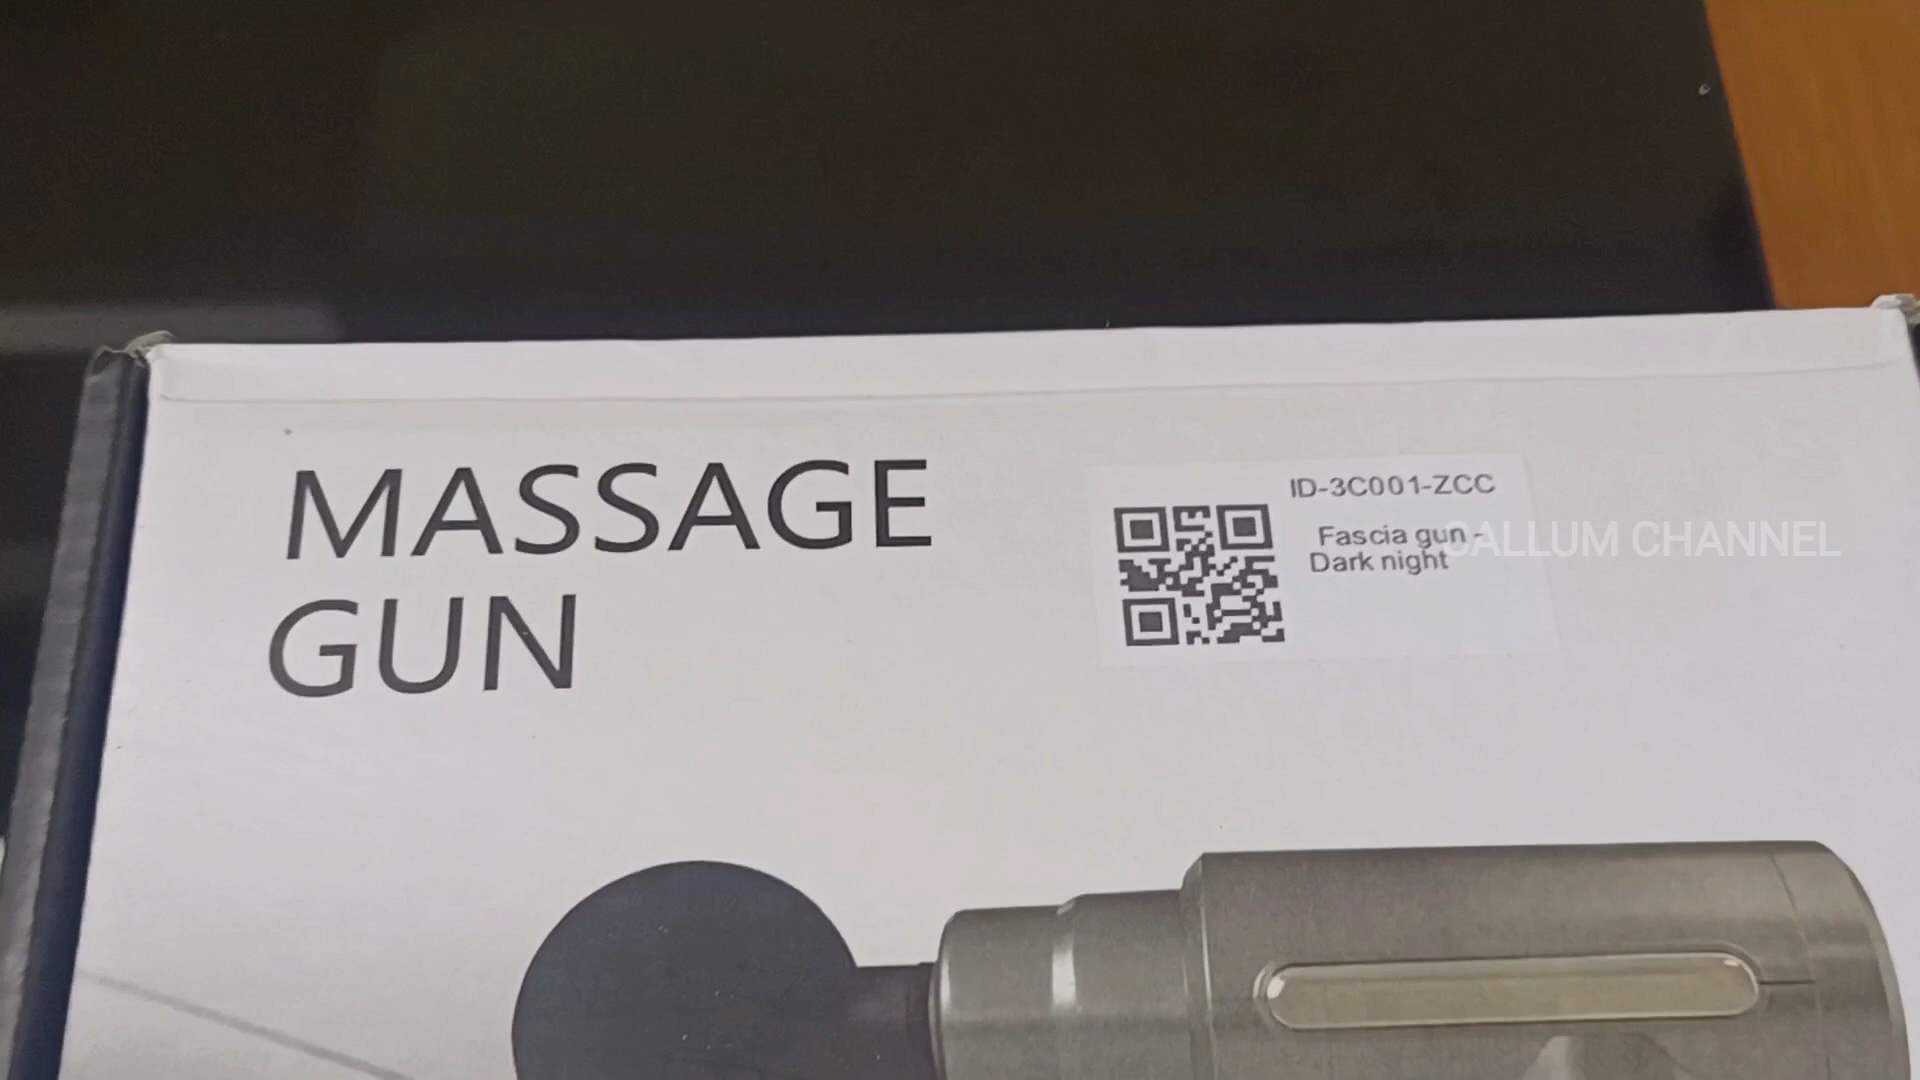 MASSAGE
GUN
ID-3C001-ZCC
Fascia gun -
Dark night
CALLUM CHANNEL